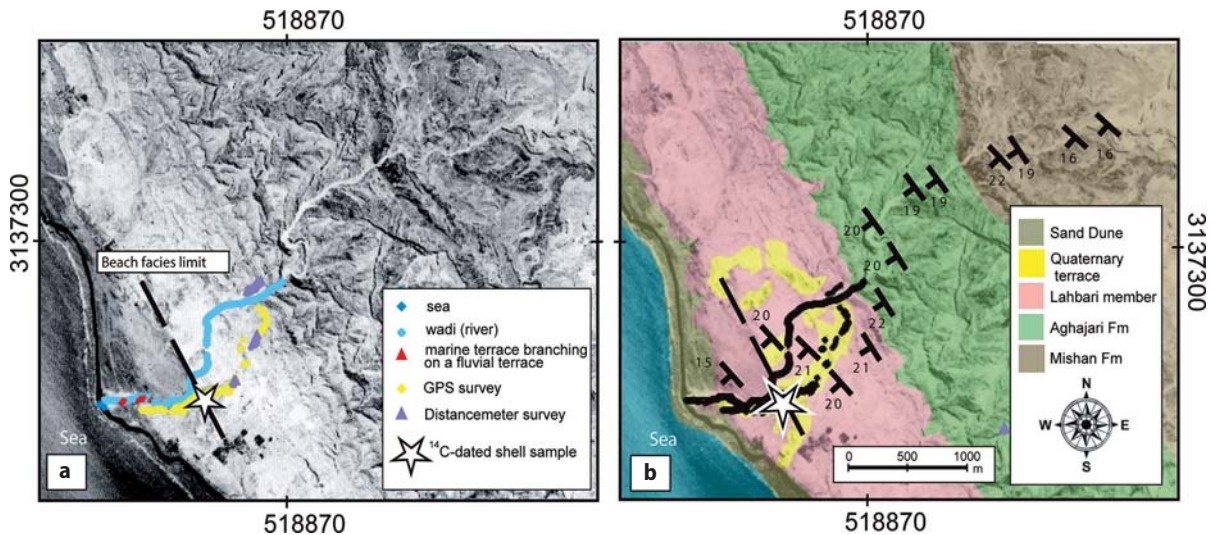 518870
518870
3137300
Beach facies limit
sea
wadi (river)
marine terrace branching
on a fluvial terrace
GPS survey
Distancemeter survey
14C-dated shell sample
Sea
a
518870
16
16
19
22
19
19
20
20
22
20
21
21
15
20
Sand Dune
Quaternary
terrace
Lahbari member
Aghajari Fm
Mishan Fm
N
W
E
S
0
500
1000
m
Sea
b
3137300
518870